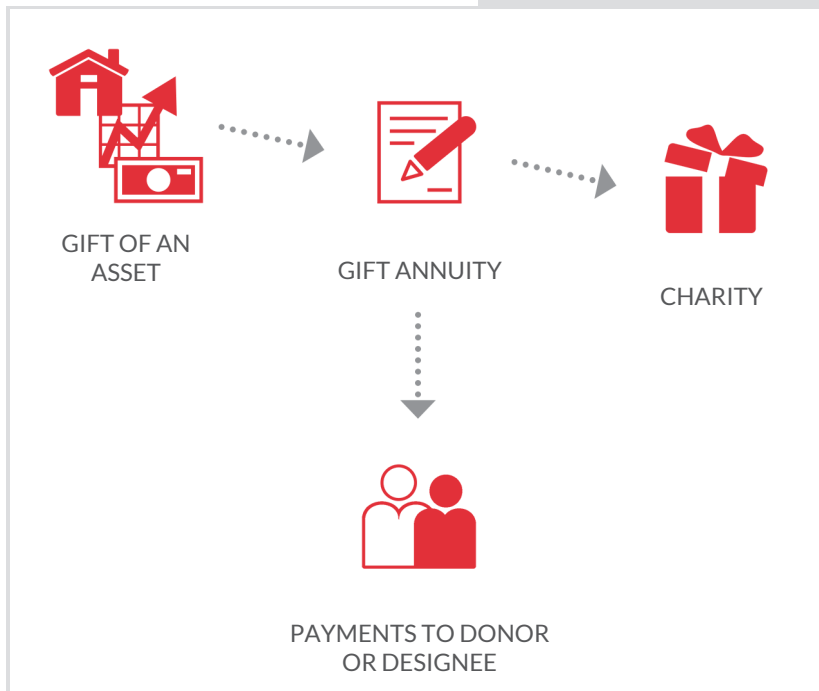 GIFT OF AN
ASSET
GIFT ANNUITY
CHARITY
PAYMENTS TO DONOR
OR DESIGNEE